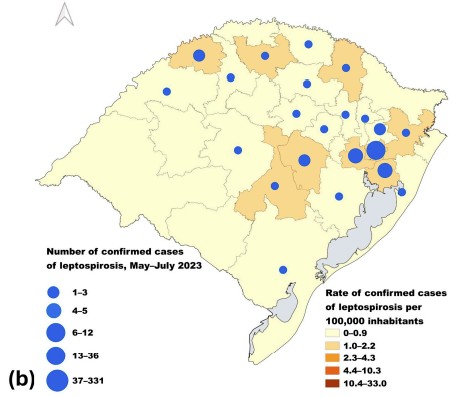 Number of confirmed cases
of leptospirosis, May–July 2023
1–3
4–5
6–12
13–36
37–331
(b)
Rate of confirmed cases
of leptospirosis per
100,000 inhabitants
0–0.9
1.0–2.2
2.3–4.3
4.4–10.3
10.4–33.0